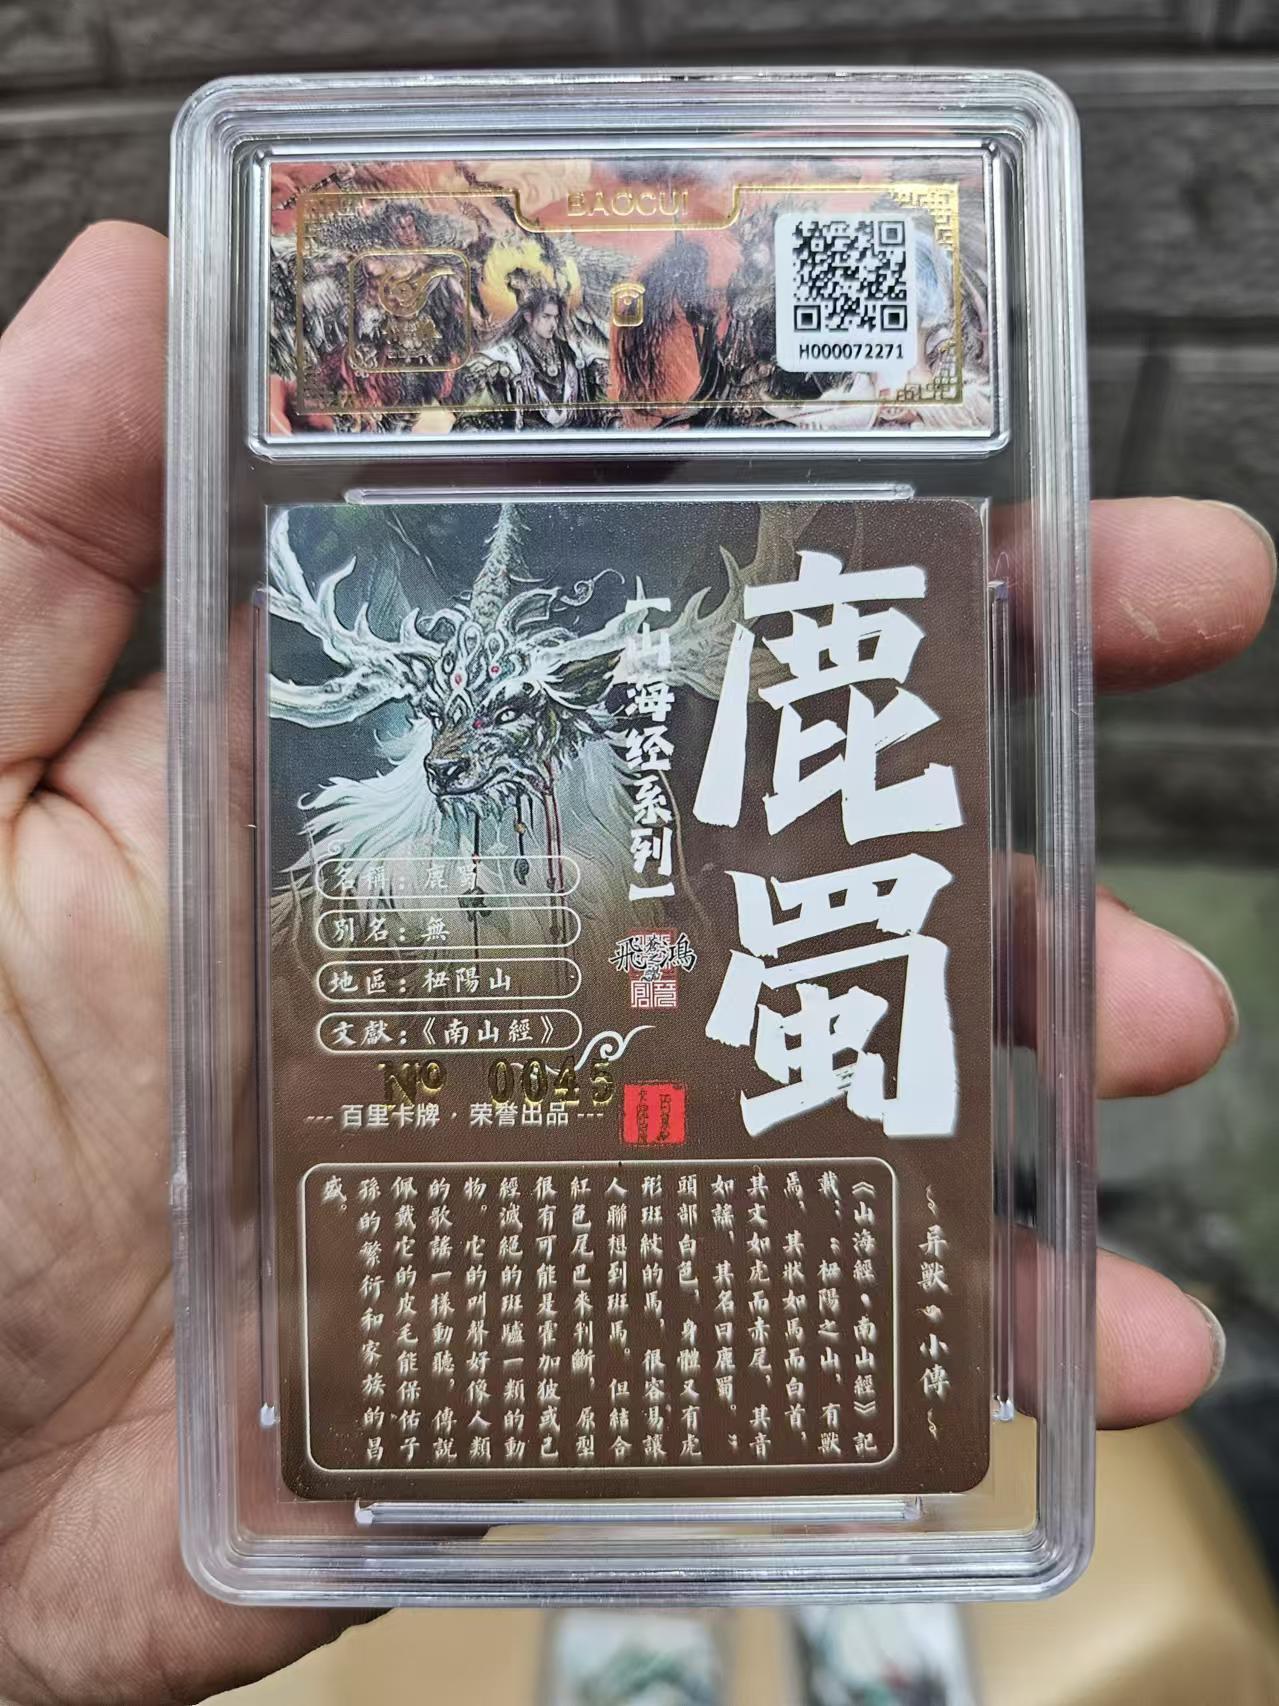 BAOCUI
H000072271
鹿蜀
【山海经系列】
名稱：鹿蜀
別名：無
地區：杻陽山
文獻：《南山經》
飛鴻
№ 0045
--- 百里卡牌 · 荣誉出品 ---
异獸 小傳
《山海經·南山經》記
載：：杻陽之山，有獸
焉，其狀如馬而白首，
其文如虎而赤尾，其音
如謠，其名曰鹿蜀。：
頭部白色，身體又有虎
形斑紋的馬，很容易讓
人聯想到斑馬。但結合
紅色尾巴來判斷，原型
很有可能是霍加狓或已
經滅絕的斑驢一類的動
物。它的叫聲好像人類
的歌謠一樣動聽，傳說
佩戴它的皮毛能保佑子
孫的繁衍和家族的昌
盛。